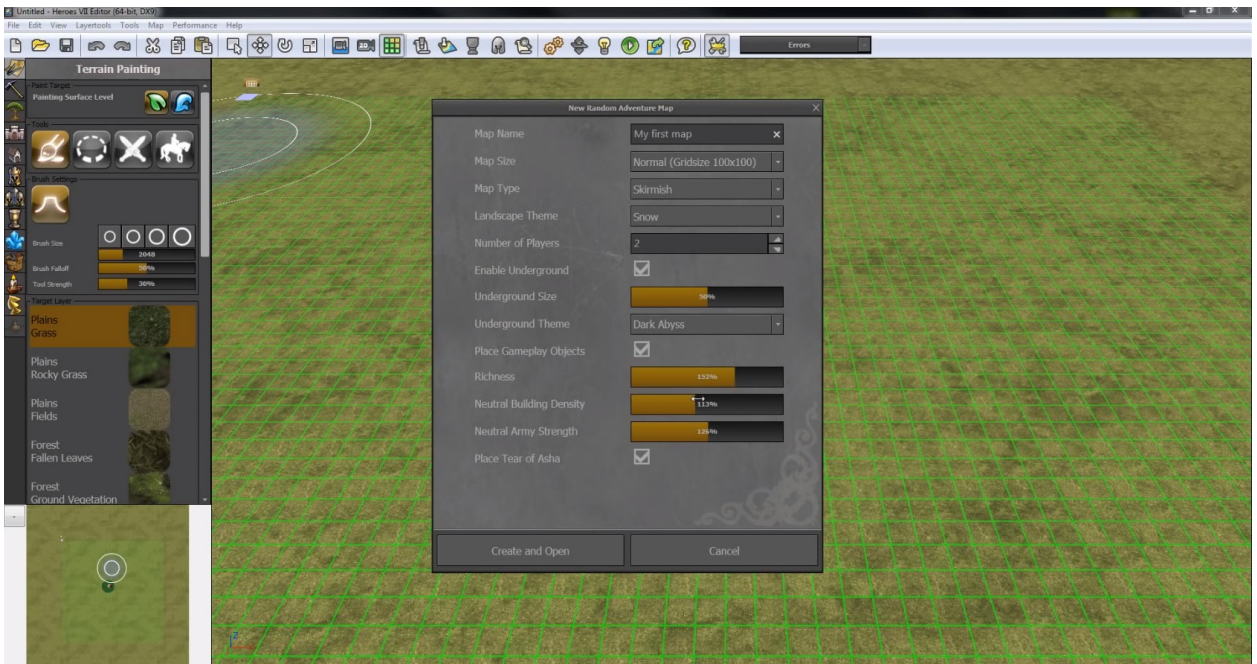 Untitled - Heroes VII Editor (64-bit, DX9)
File Edit View Layertools Tools Map Performance Help
Errors
Terrain Painting
Paint Target
Painting Surface Level
Tools
Brush Settings
Brush Size
2048
Brush Falloff 50%
Tool Strength 30%
Target Layer
Plains
Grass
Plains
Rocky Grass
Plains
Fields
Forest
Fallen Leaves
Forest
Ground Vegetation
New Random Adventure Map
Map Name My first map
Map Size Normal (Gridsize 100x100)
Map Type Skirmish
Landscape Theme Snow
Number of Players 2
Enable Underground
Underground Size 50%
Underground Theme Dark Abyss
Place Gameplay Objects
Richness 152%
Neutral Building Density 113%
Neutral Army Strength 126%
Place Tear of Asha
Create and Open Cancel
Z